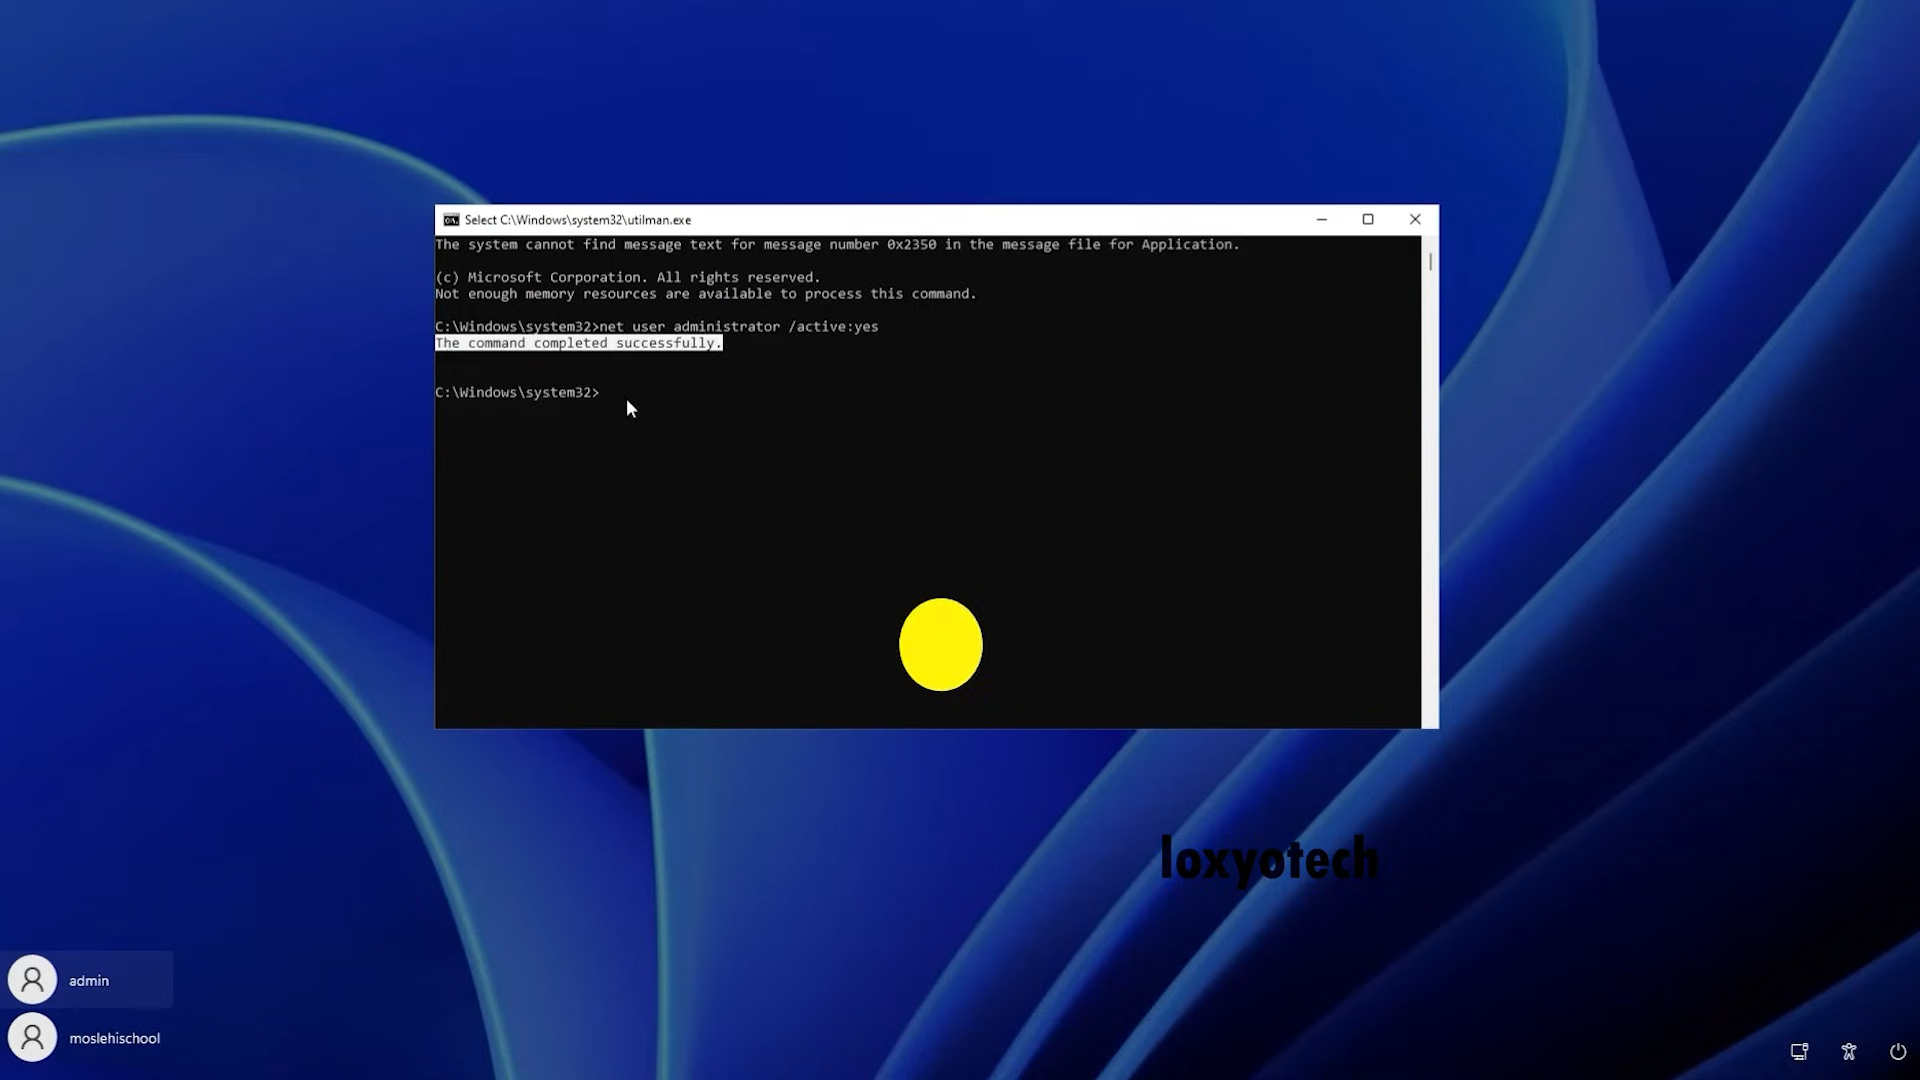 Select C:\Windows\system32\utilman.exe
The system cannot find message text for message number 0x2350 in the message file for Application.
(c) Microsoft Corporation. All rights reserved.
Not enough memory resources are available to process this command.
C:\Windows\system32>net user administrator /active:yes
The command completed successfully.
C:\Windows\system32>
loxyotech
admin
moslehischool